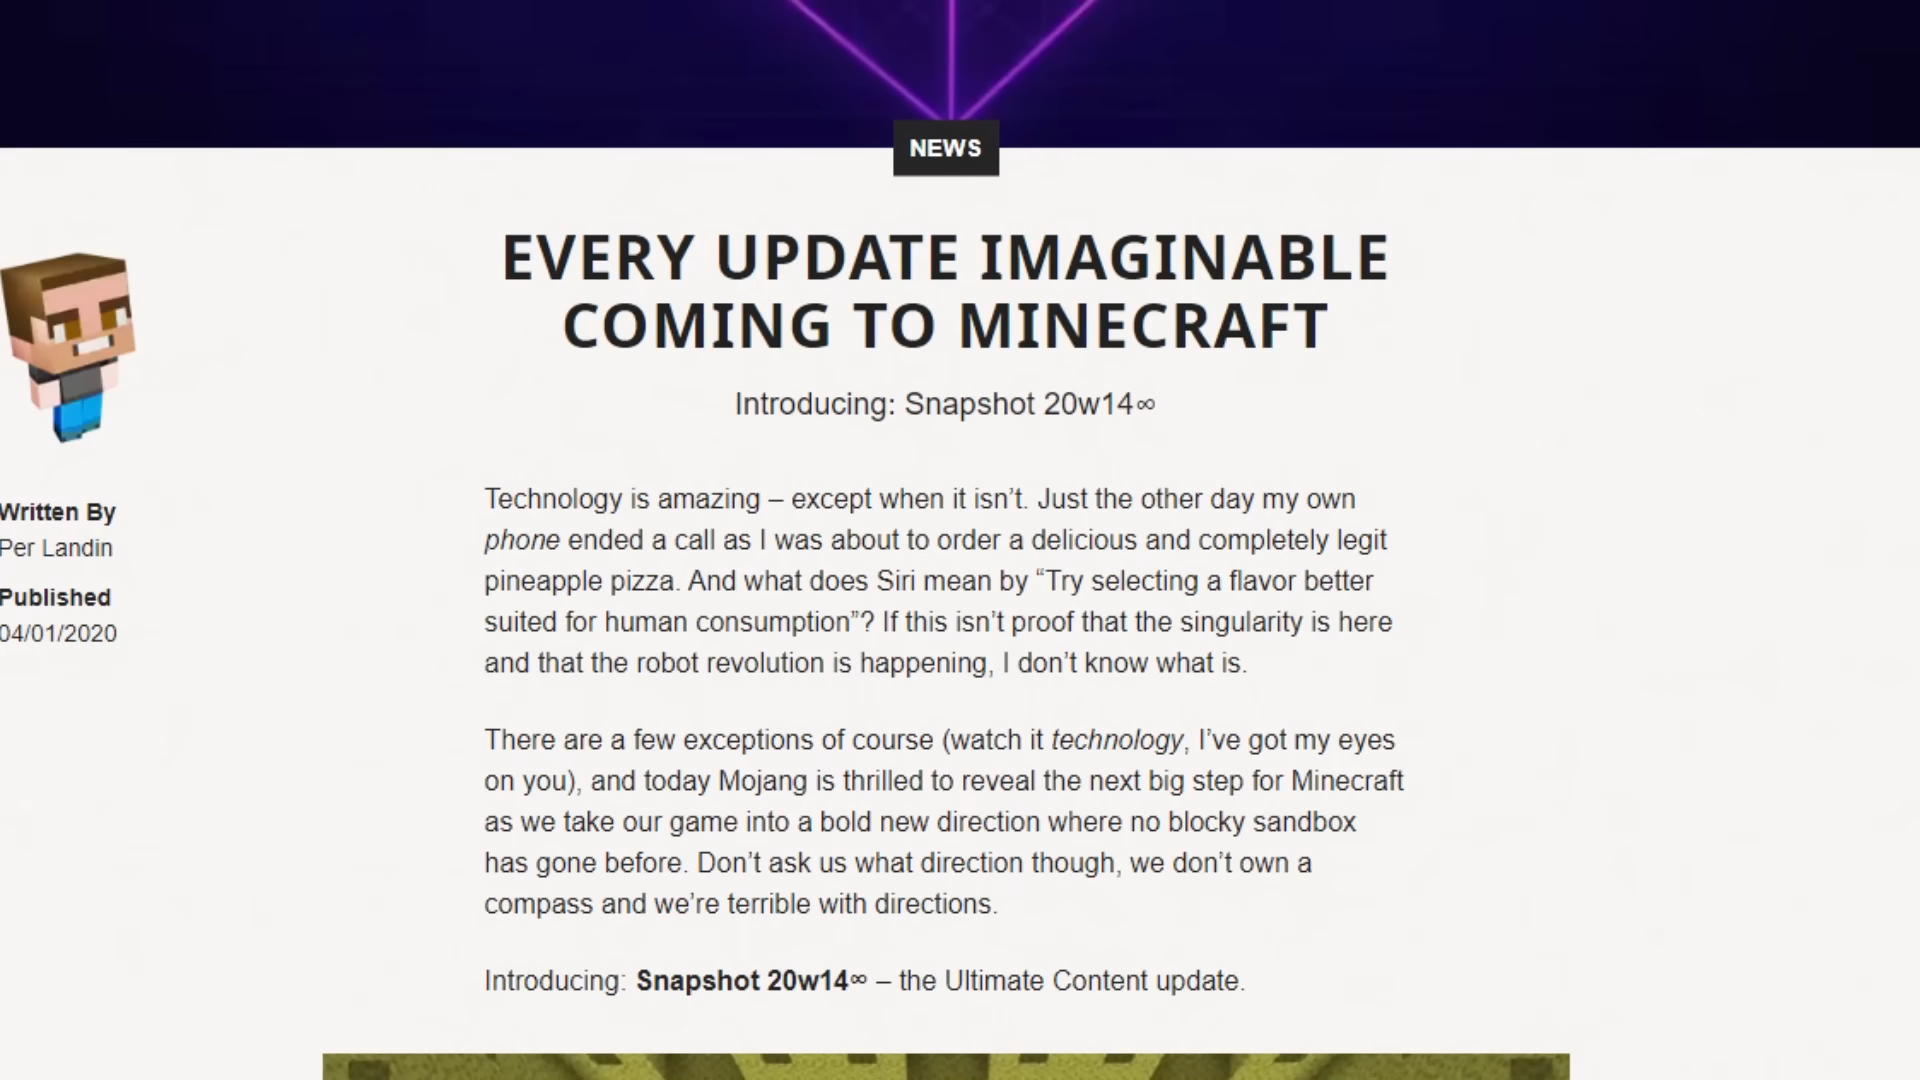 NEWS
EVERY UPDATE IMAGINABLE
COMING TO MINECRAFT
Introducing: Snapshot 20w14∞
Written By
Per Landin
Published
04/01/2020
Technology is amazing – except when it isn’t. Just the other day my own
phone ended a call as I was about to order a delicious and completely legit
pineapple pizza. And what does Siri mean by “Try selecting a flavor better
suited for human consumption”? If this isn’t proof that the singularity is here
and that the robot revolution is happening, I don’t know what is.
There are a few exceptions of course (watch it technology, I’ve got my eyes
on you), and today Mojang is thrilled to reveal the next big step for Minecraft
as we take our game into a bold new direction where no blocky sandbox
has gone before. Don’t ask us what direction though, we don’t own a
compass and we’re terrible with directions.
Introducing: Snapshot 20w14∞ – the Ultimate Content update.